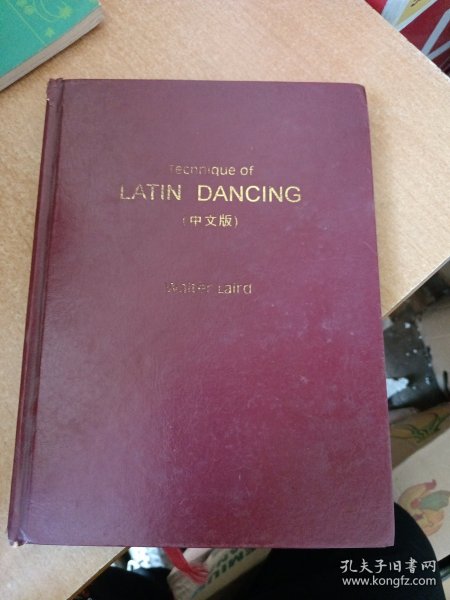 Technique of
LATIN DANCING
(中文版)
Walter Laird
孔夫子旧书网
www.kongfz.com